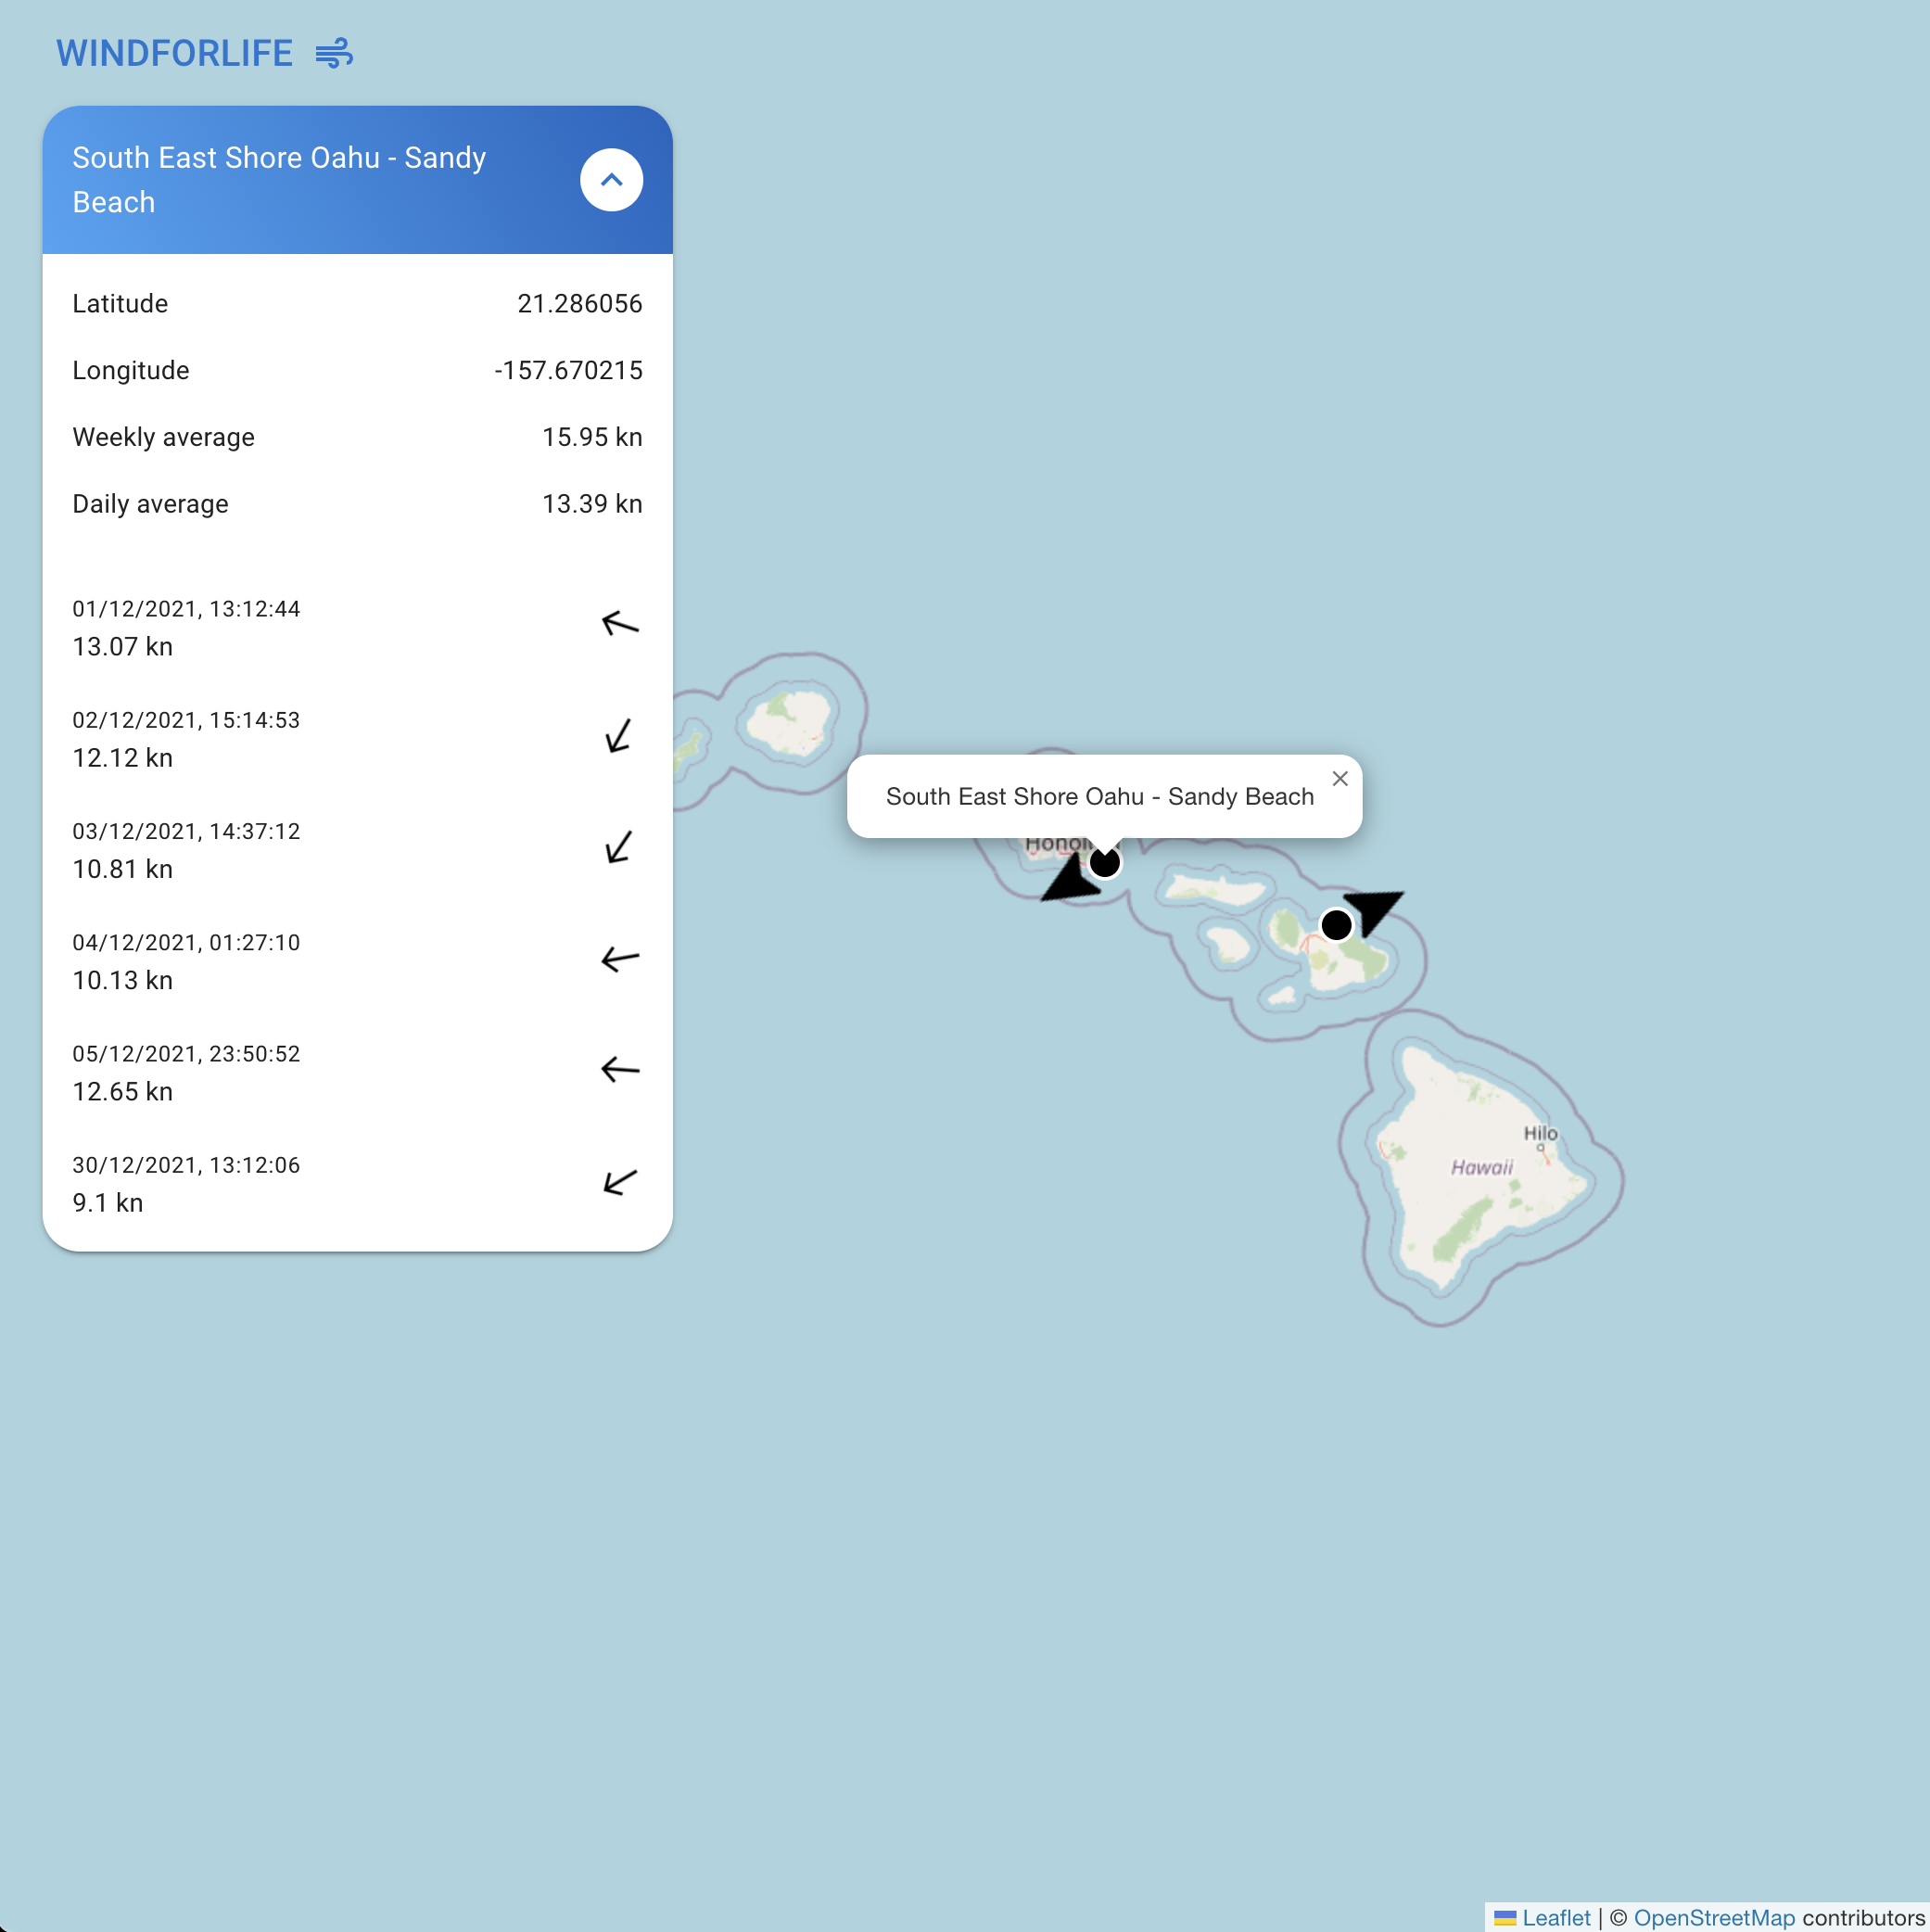 WINDFORLIFE
South East Shore Oahu - Sandy
Beach
Latitude 21.286056
Longitude -157.670215
Weekly average 15.95 kn
Daily average 13.39 kn
01/12/2021, 13:12:44
13.07 kn
02/12/2021, 15:14:53
12.12 kn
03/12/2021, 14:37:12
10.81 kn
04/12/2021, 01:27:10
10.13 kn
05/12/2021, 23:50:52
12.65 kn
30/12/2021, 13:12:06
9.1 kn
South East Shore Oahu - Sandy Beach
Hilo
Hawaii
Leaflet | © OpenStreetMap contributors